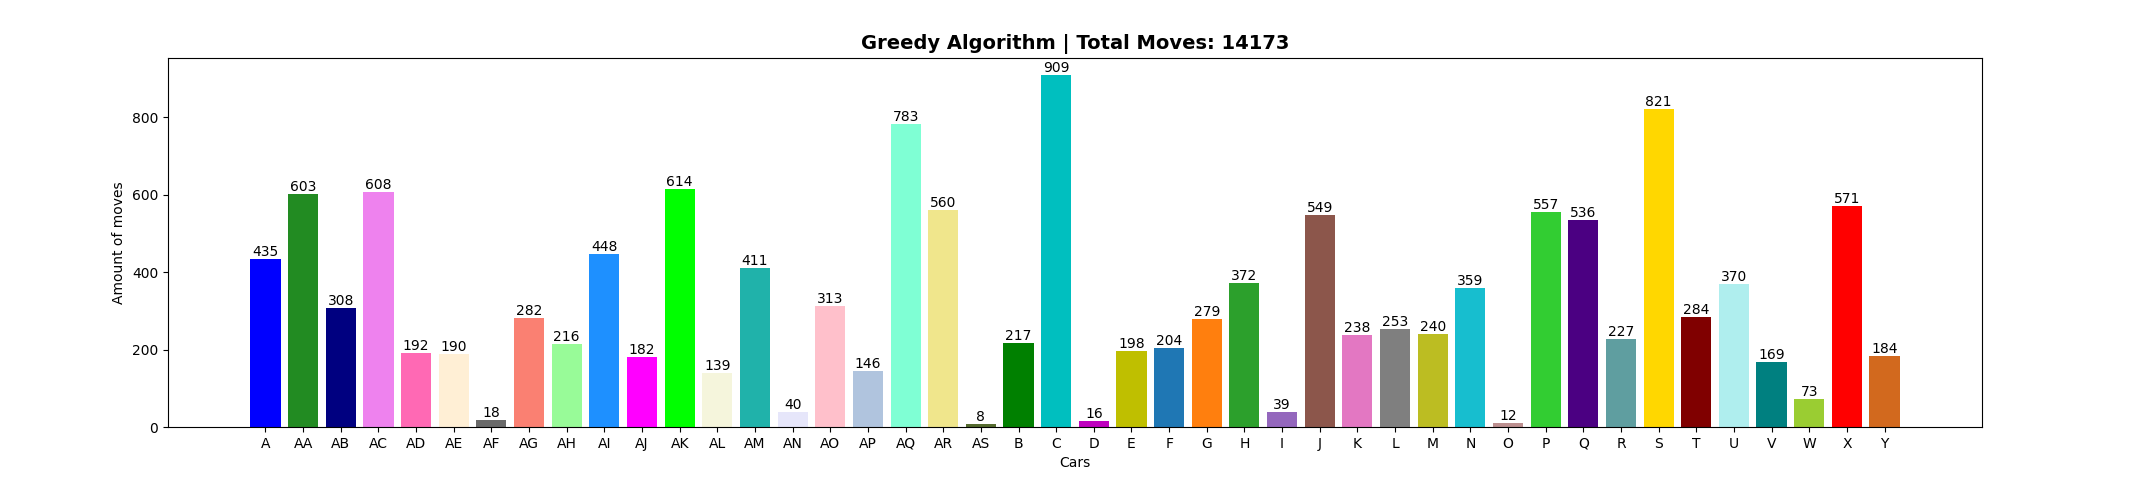 Greedy Algorithm | Total Moves: 14173
Amount of moves
800
600
400
200
0
435 603 308 608 192 190 18 282 216 448 182 614 139 411 40 313 146 783 560 8 217 909 16 198 204 279 372 39 549 238 253 240 359 12 557 536 227 821 284 370 169 73 571 184
A AA AB AC AD AE AF AG AH AI AJ AK AL AM AN AO AP AQ AR AS B C D E F G H I J K L M N O P Q R S T U V W X Y
Cars